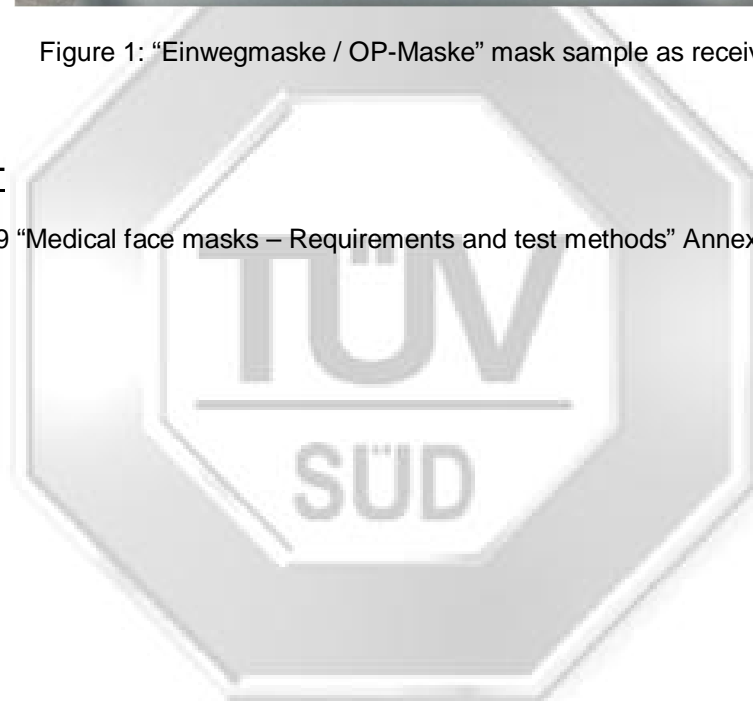 Figure 1: “Einwegmaske / OP-Maske” mask sample as
9 “Medical face masks – Requirements and test methods” Annex
TÜV
SÜD